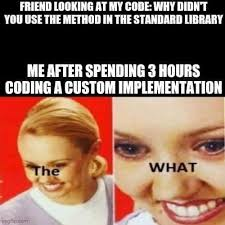 FRIEND LOOKING AT MY CODE: WHY DIDN'T
YOU USE THE METHOD IN THE STANDARD LIBRARY
ME AFTER SPENDING 3 HOURS
CODING A CUSTOM IMPLEMENTATION
The
WHAT
imgflip.com